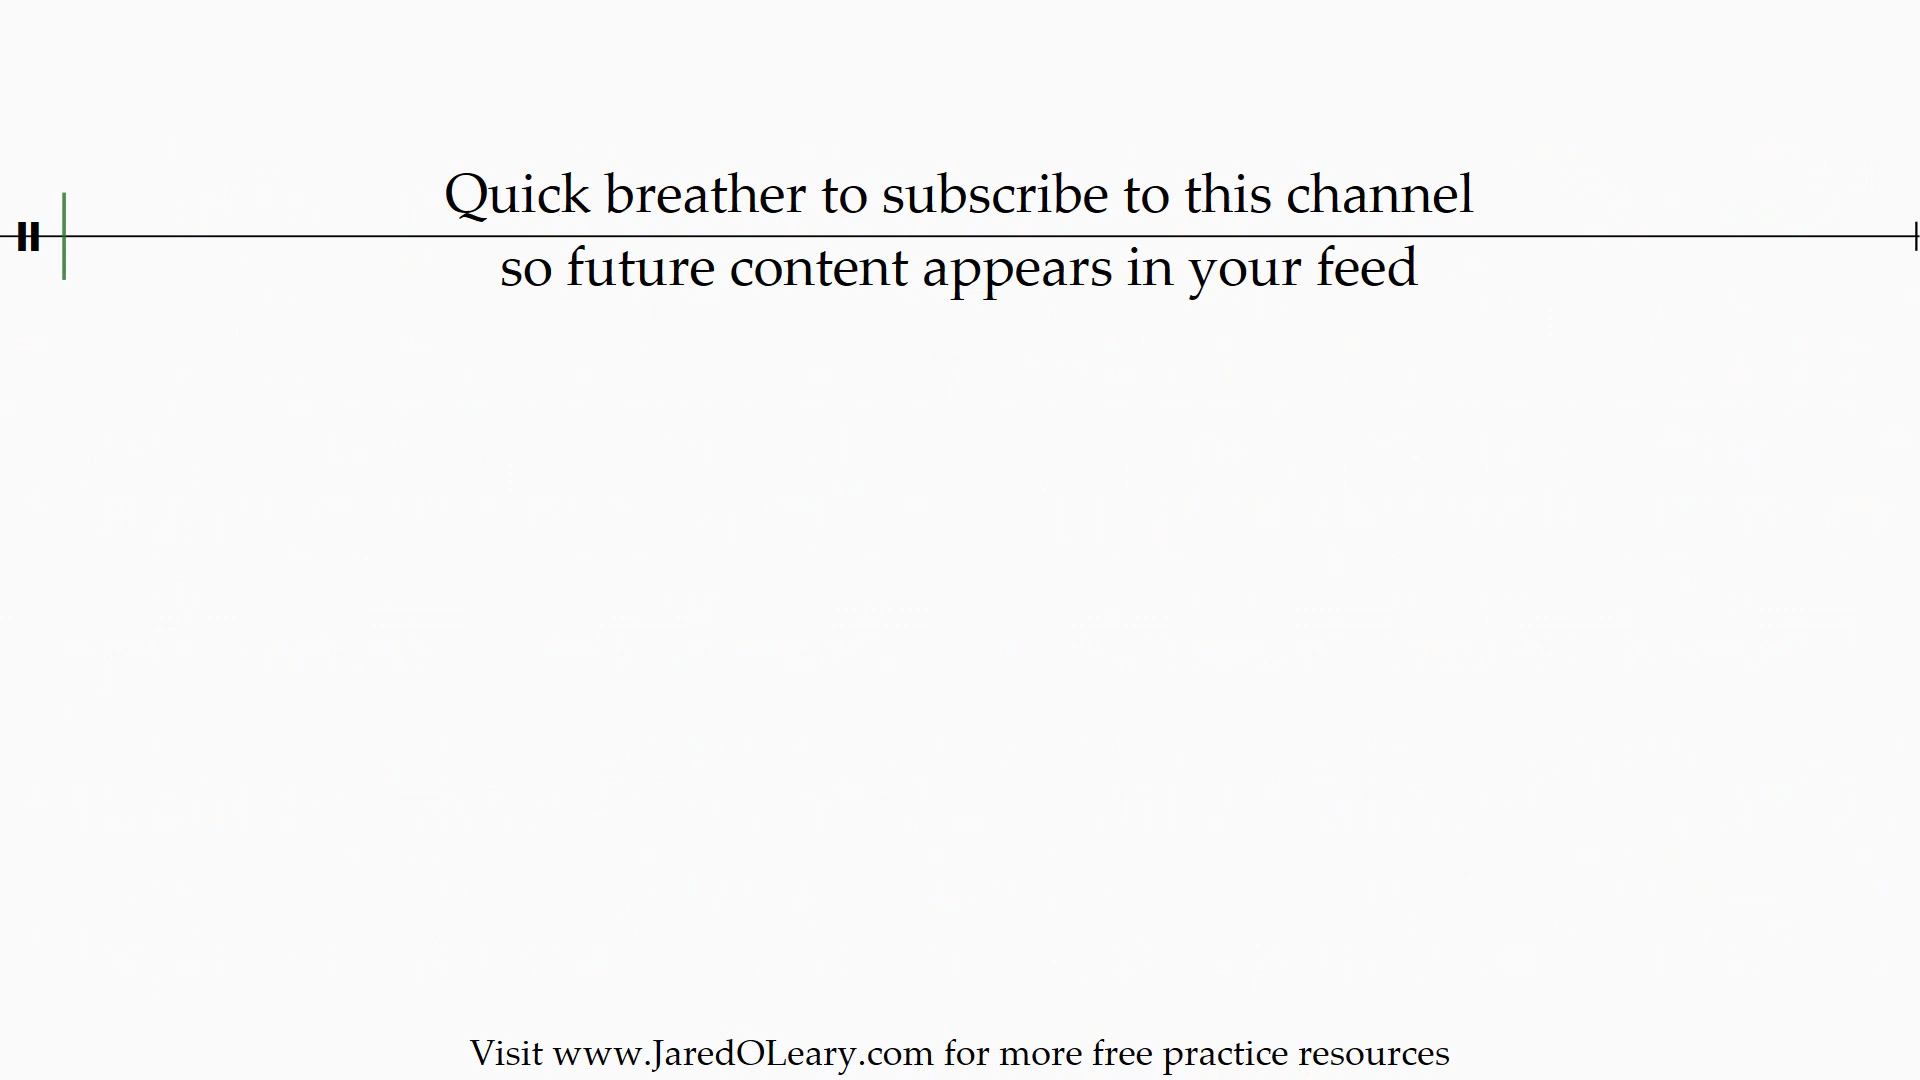 Quick breather to subscribe to this channel
so future content appears in your feed
Visit www.JaredOLeary.com for more free practice resources